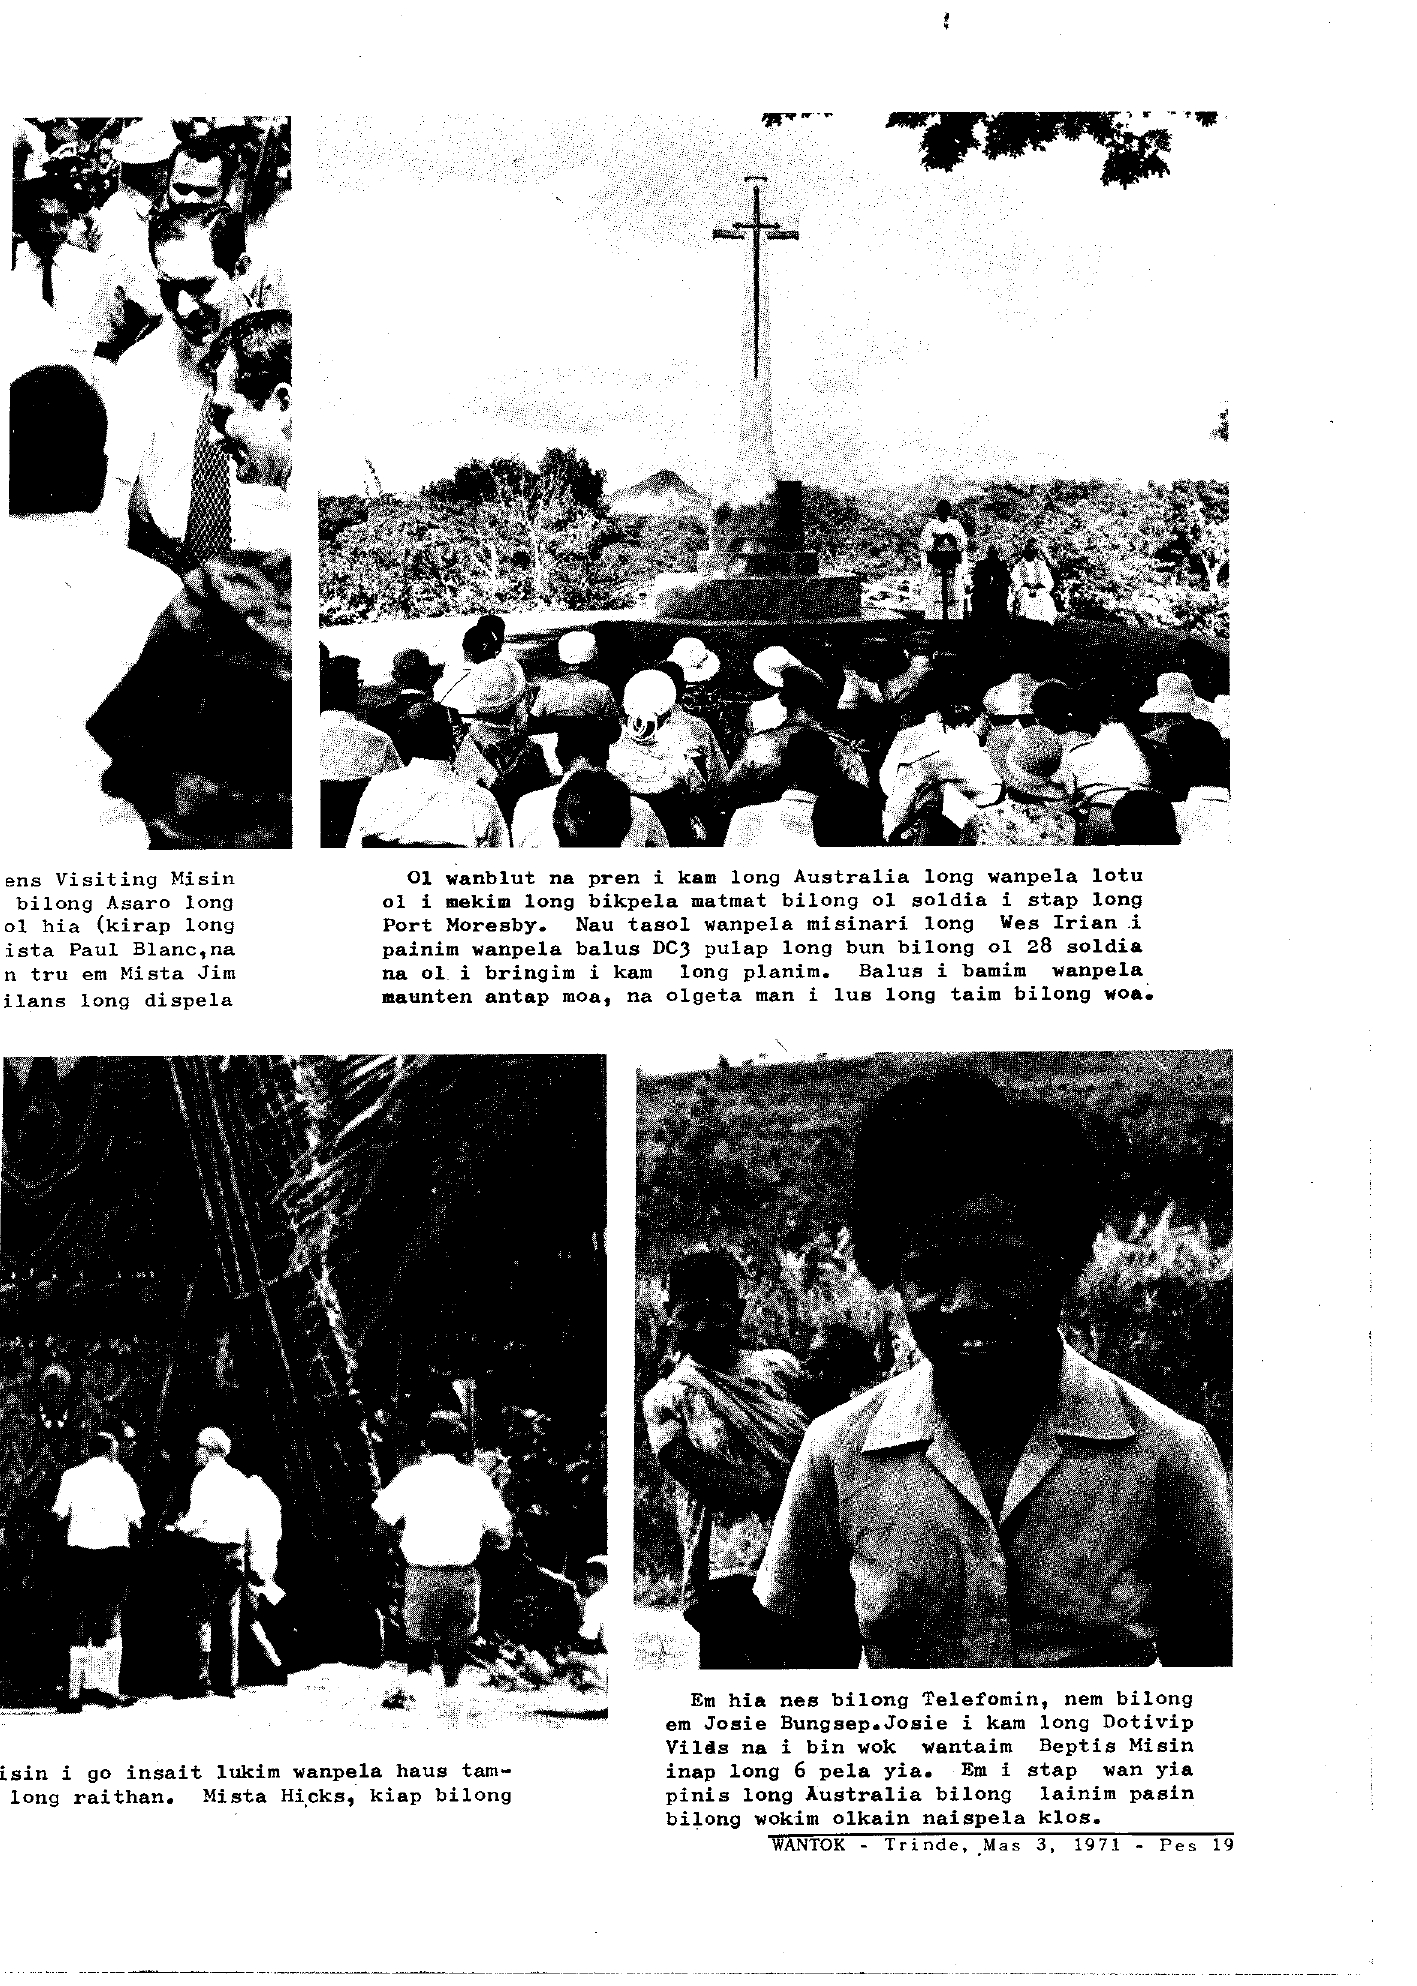 ens Visiting Misin
bilong Asaro long
ol hia (kirap long
ista Paul Blanc,na
n tru em Mista Jim
ilans long dispela
Ol wanblut na pren i kam long Australia long wanpela lotu
ol i mekim long bikpela matmat bilong ol soldia i stap long
Port Moresby. Nau tasol wanpela misinari long Wes Irian i
painim wanpela balus DC3 pulap long bun bilong ol 28 soldia
na ol i bringim i kam long planim. Balus i bamim wanpela
maunten antap moa, na olgeta man i lus long taim bilong woa.
isin i go insait lukim wanpela haus tam-
long raithan. Mista Hicks, kiap bilong
Em hia nes bilong Telefomin, nem bilong
em Josie Bungsep.Josie i kam long Dotivip
Vilds na i bin wok wantaim Beptis Misin
inap long 6 pela yia. Em i stap wan yia
pinis long Australia bilong lainim pasin
bilong wokim olkain naispela klos.
WANTOK - Trinde, Mas 3, 1971 - Pes 19